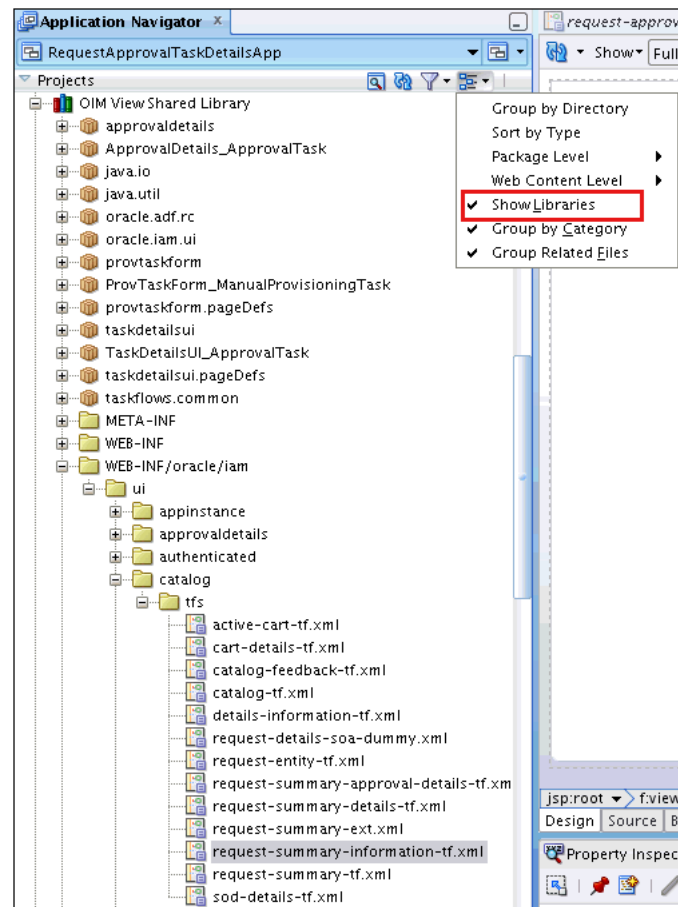 Application Navigator
request-approv
RequestApprovalTaskDetailsApp
Show
Full
Projects
OIM View Shared Library
approvaldetails
ApprovalDetails_ApprovalTask
java.io
java.util
oracle.adf.rc
oracle.iam.ui
provtaskform
ProvTaskForm_ManualProvisioningTask
provtaskform.pageDefs
taskdetailsui
TaskDetailsUI_ApprovalTask
taskdetailsui.pageDefs
taskflows.common
META-INF
WEB-INF
WEB-INF/oracle/iam
ui
appinstance
approvaldetails
authenticated
catalog
tfs
active-cart-tf.xml
cart-details-tf.xml
catalog-feedback-tf.xml
catalog-tf.xml
details-information-tf.xml
request-details-soa-dummy.xml
request-entity-tf.xml
request-summary-approval-details-tf.xm
request-summary-details-tf.xml
request-summary-ext.xml
request-summary-information-tf.xml
request-summary-tf.xml
sod-details-tf.xml
Group by Directory
Sort by Type
Package Level
Web Content Level
Show Libraries
Group by Category
Group Related Files
jsp:root
f:view
Design
Source
B
Property Inspec